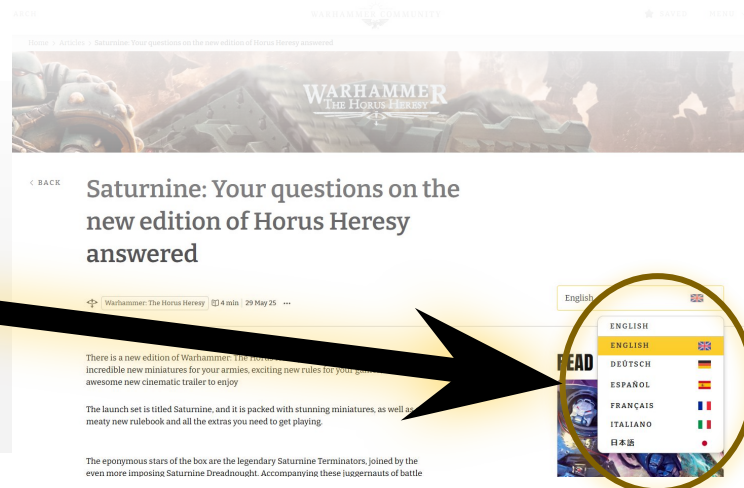 BACK
WARHAMMER COMMUNITY
SAVED
Home > Articles > Saturnine: Your questions on the new edition of Horus Heresy answered
WARHAMMER
THE HORUS HERESY
< BACK
Saturnine: Your questions on the
new edition of Horus Heresy
answered
Warhammer: The Horus Heresy 4 min 29 May 25 •••
English
ENGLISH
ENGLISH
DEÜTSCH
ESPAÑOL
FRANÇAIS
ITALIANO
日本語
There is a new edition of Warhammer: The Horus
incredible new miniatures for your armies, exciting new rules for your
awesome new cinematic trailer to enjoy
The launch set is titled Saturnine, and it is packed with stunning miniatures, as well as
meaty new rulebook and all the extras you need to get playing.
The eponymous stars of the box are the legendary Saturnine Terminators, joined by the
even more imposing Saturnine Dreadnought. Accompanying these juggernauts of battle